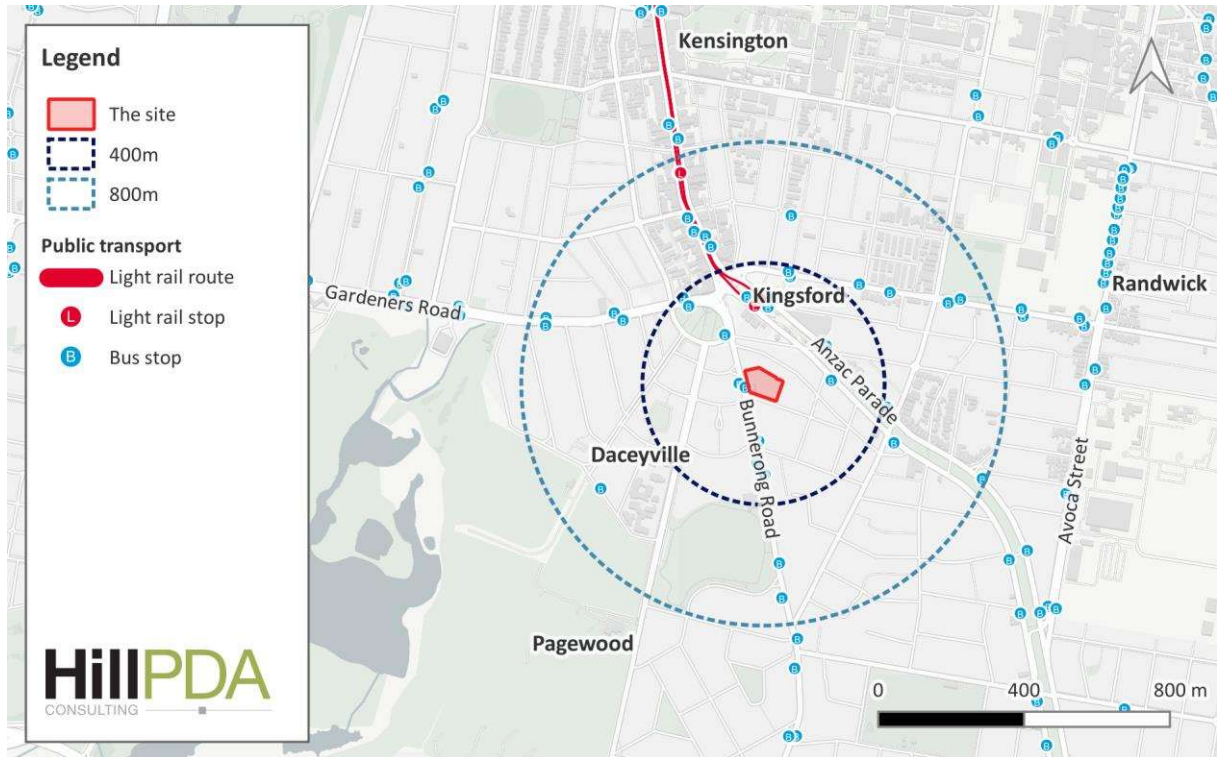 Legend
The site
400m
800m
Public transport
Light rail route
L
Light rail stop
B
Bus stop
HillPDA
CONSULTING
Kensington
Kingsford
Randwick
Gardeners Road
Anzac Parade
Bunnerong Road
Daceyville
Avoca Street
Pagewood
0 400 800 m